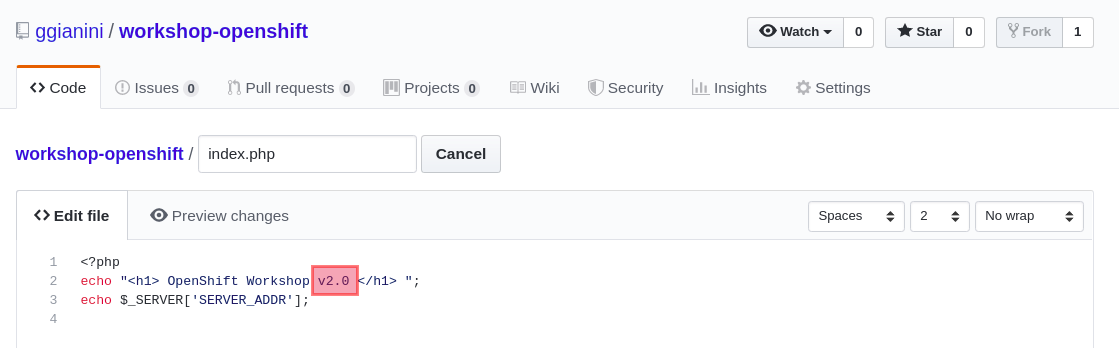 ggianini / workshop-openshift
Watch 0 Star 0 Fork 1
Code Issues 0 Pull requests 0 Projects 0 Wiki Security Insights Settings
workshop-openshift / index.php Cancel
Edit file Preview changes Spaces 2 No wrap
1 <?php
2 echo "<h1> OpenShift Workshop v2.0 </h1> ";
3 echo $_SERVER['SERVER_ADDR'];
4